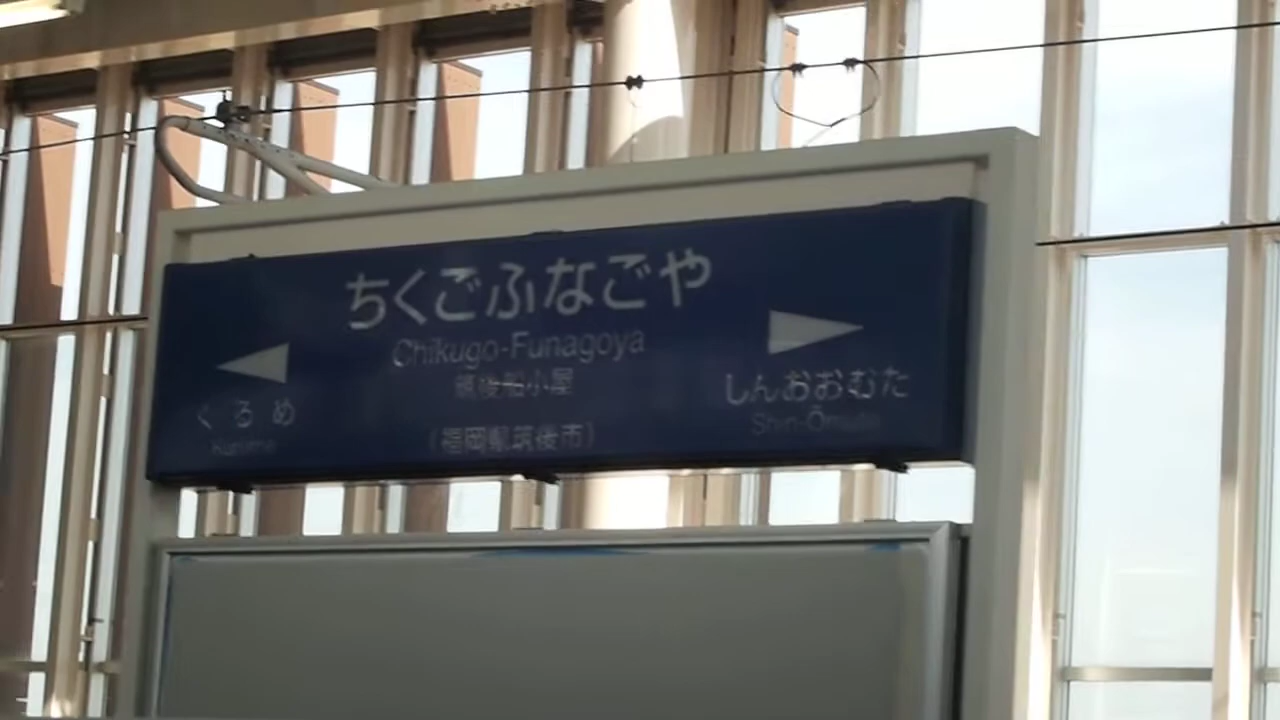 ちくごふなごや
Chikugo-Funagoya
筑後船小屋
くるめ
Kurume
しんおおむた
Shin-Ōmuta
(福岡県筑後市)